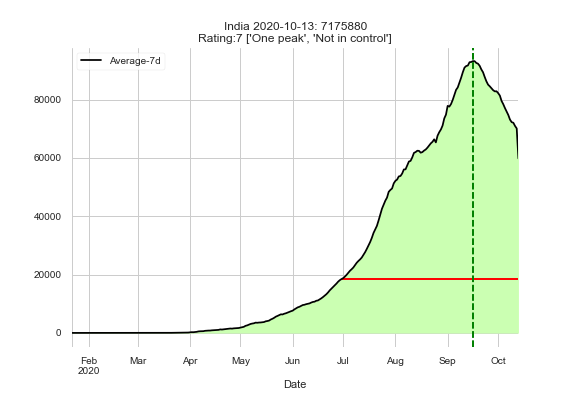 India 2020-10-13: 7175880
Rating:7 ['One peak', 'Not in control']
Average-7d
80000
60000
40000
20000
0
Feb Mar Apr May Jun Jul Aug Sep Oct
2020
Date